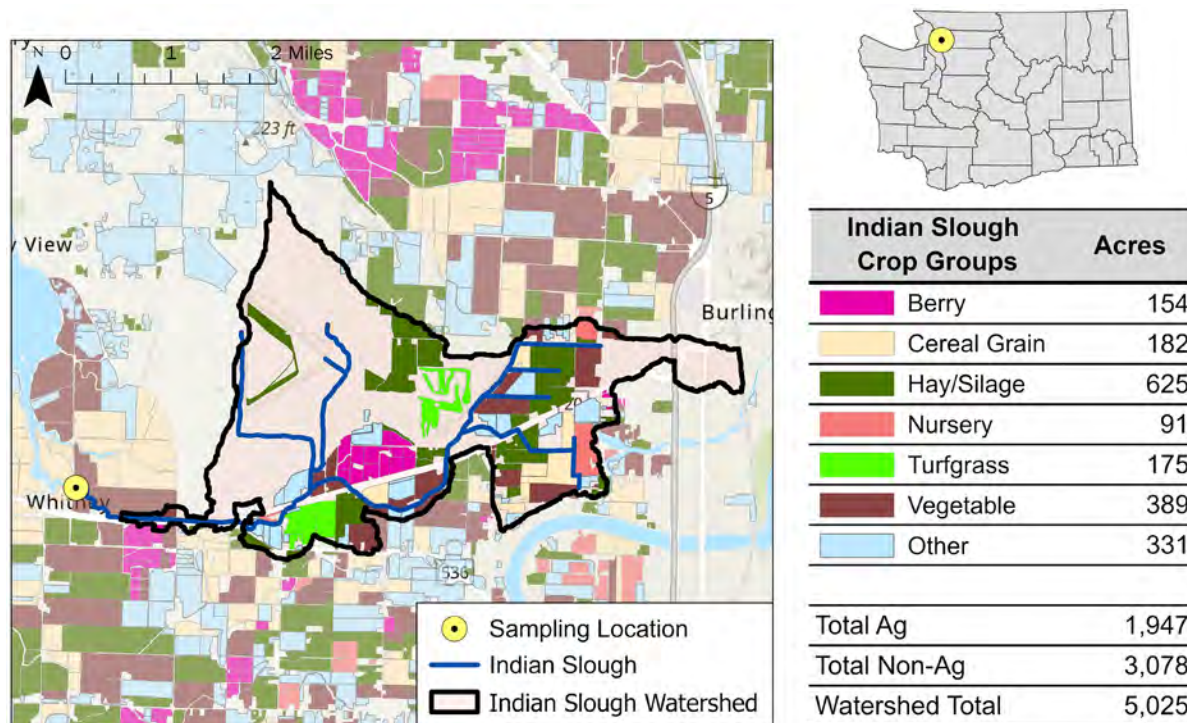 y
N 0 1 2 Miles
223 ft
5
y View
Burling
20
Whitney
536
Sampling Location
Indian Slough
Indian Slough Watershed
Indian Slough
Crop Groups Acres
Berry 154
Cereal Grain 182
Hay/Silage 625
Nursery 91
Turfgrass 175
Vegetable 389
Other 331
Total Ag 1,947
Total Non-Ag 3,078
Watershed Total 5,025